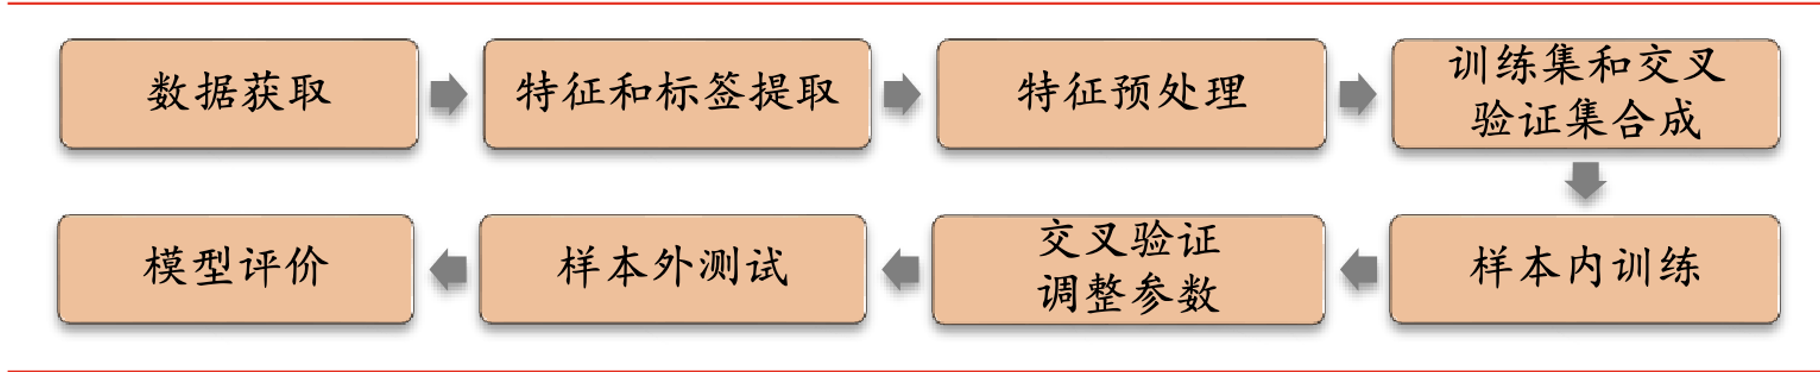 数据获取
特征和标签提取
特征预处理
训练集和交叉
验证集合成
样本内训练
交叉验证
调整参数
样本外测试
模型评价